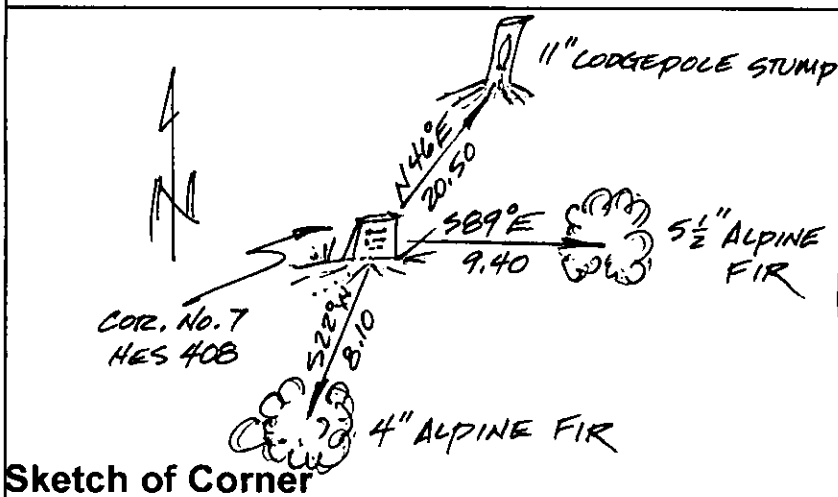 11" LODGEPOLE STUMP
N46°E
20.50
N
S89°E
9.40
5½" ALPINE
FIR
COR. No. 7
HES 408
S22°W
8.10
4" ALPINE FIR
Sketch of Corner